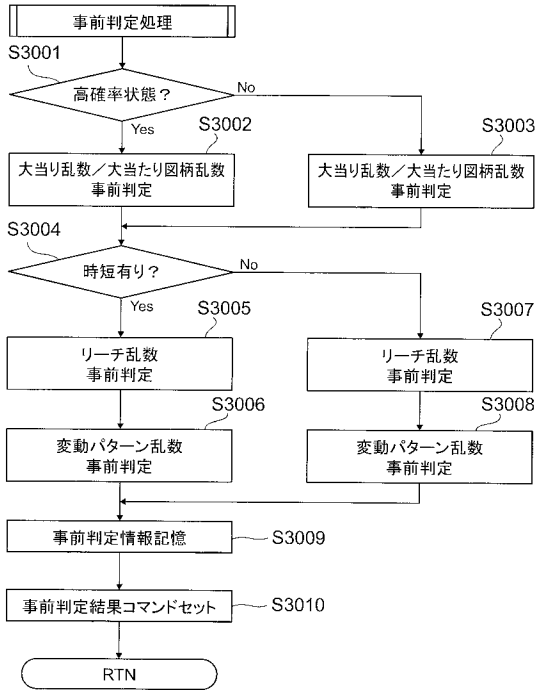 事前判定処理
S3001
高確率状態？
No
Yes
S3002
S3003
大当り乱数／大当たり図柄乱数
事前判定
大当り乱数／大当たり図柄乱数
事前判定
S3004
時短有り？
No
Yes
S3005
S3007
リーチ乱数
事前判定
リーチ乱数
事前判定
S3006
S3008
変動パターン乱数
事前判定
変動パターン乱数
事前判定
事前判定情報記憶
S3009
事前判定結果コマンドセット
S3010
RTN